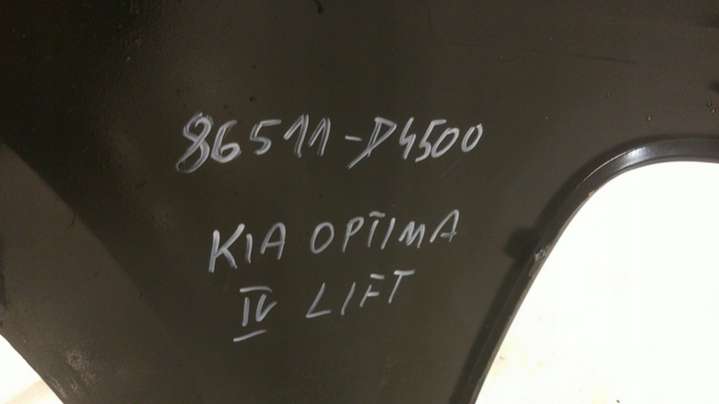 86511-D4500
KIA OPTIMA
IV LIFT